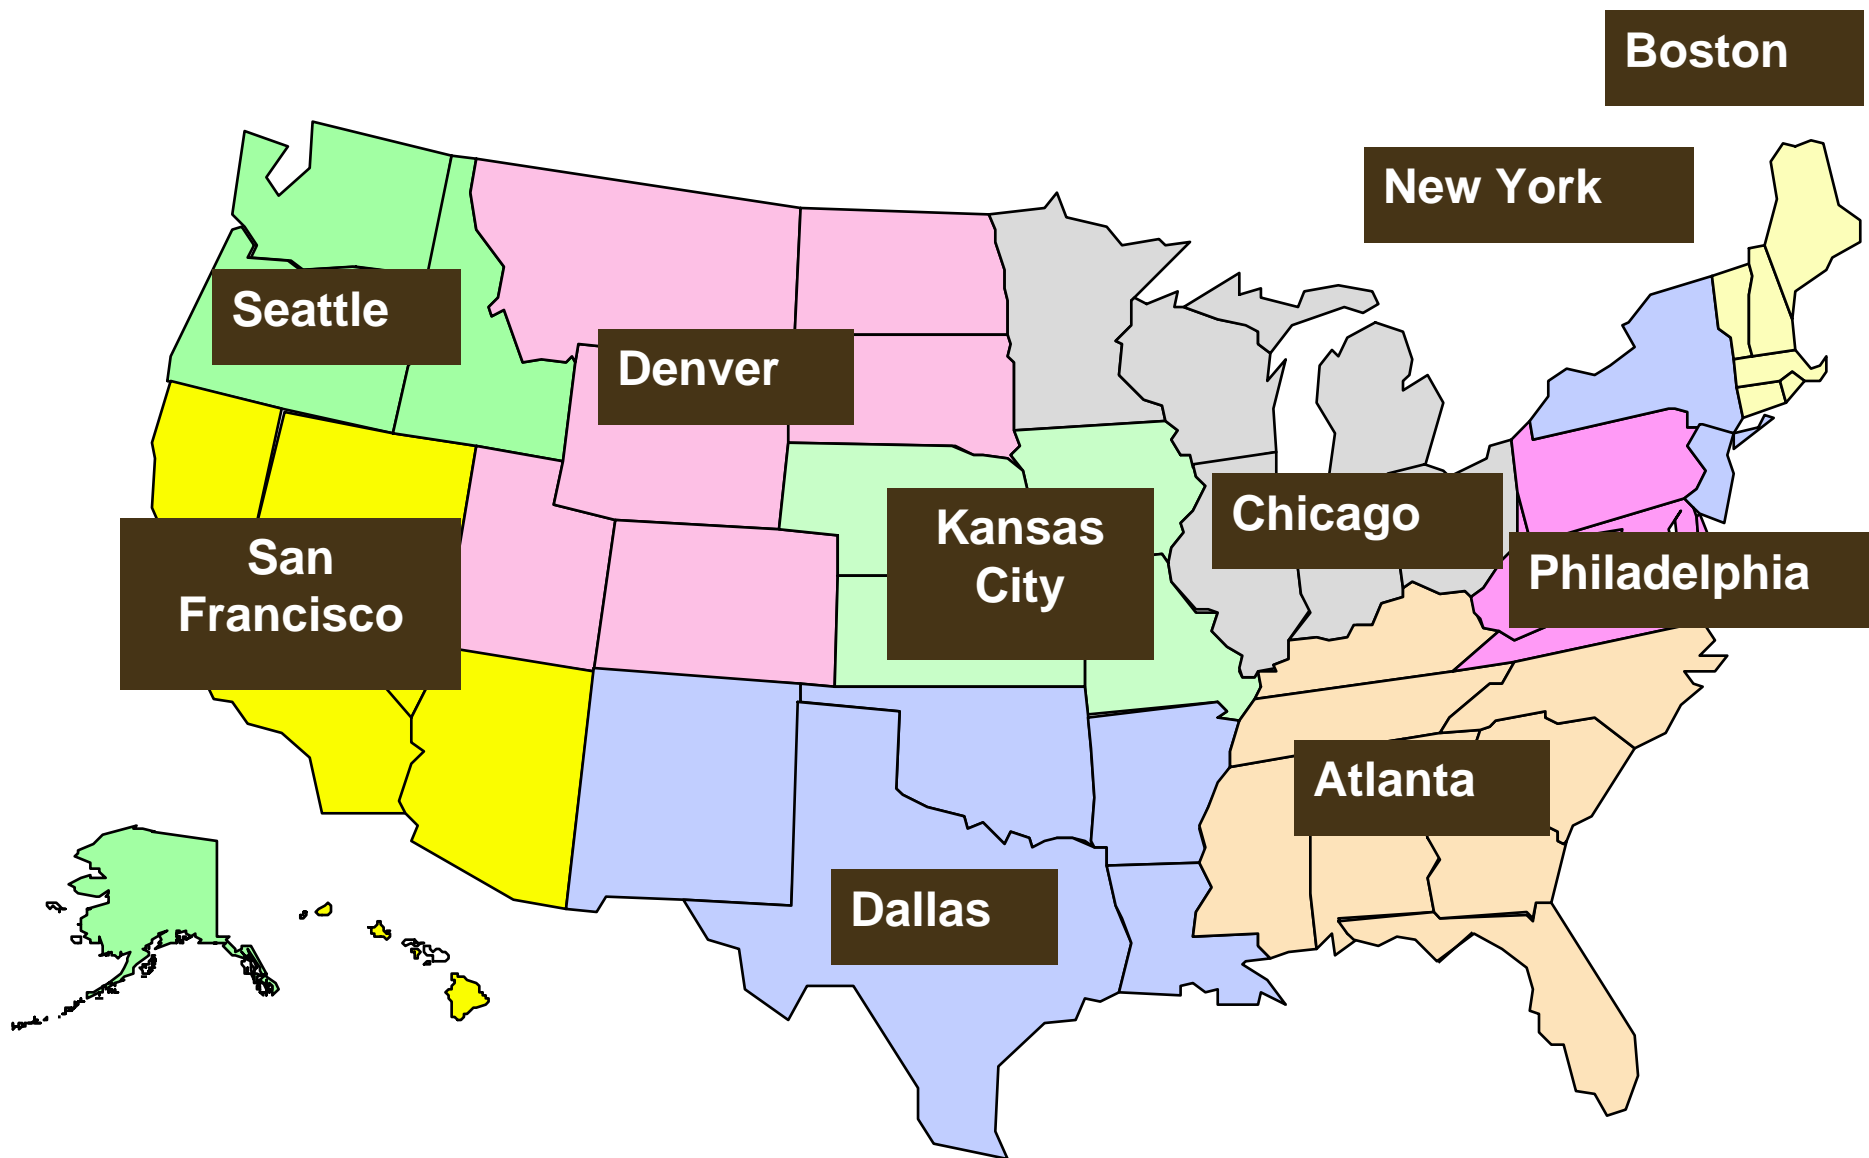 Boston
New York
Seattle
Denver
Kansas
City
Chicago
San
Francisco
Philadelphia
Atlanta
Dallas